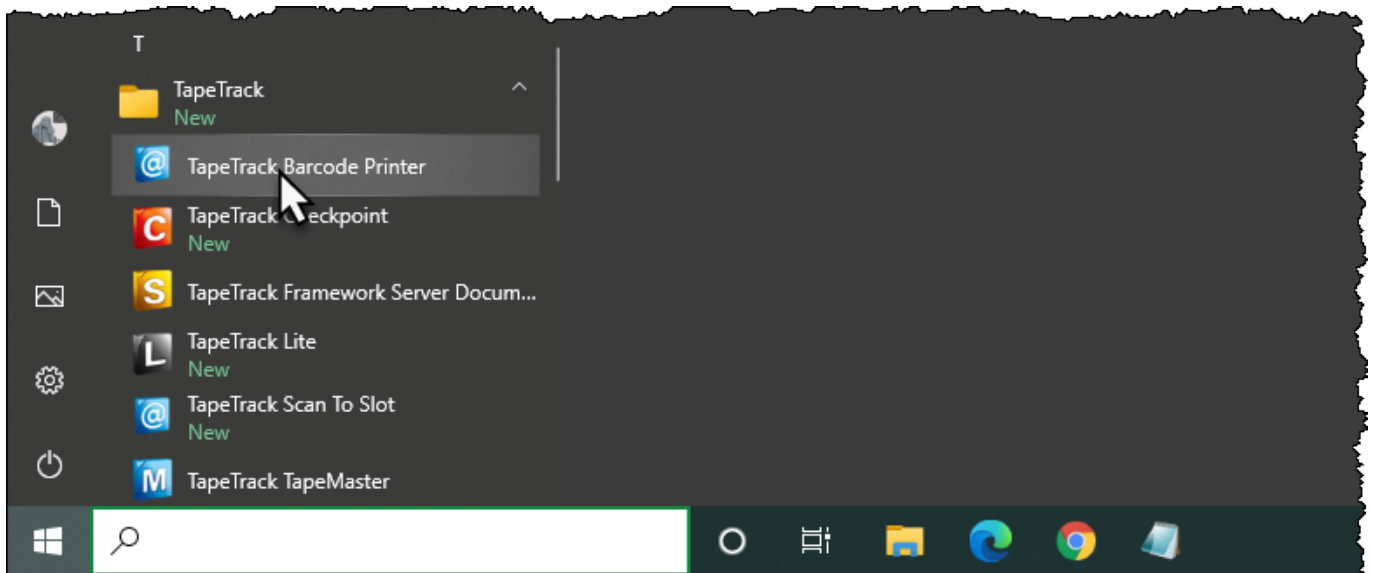 T
TapeTrack
New
TapeTrack Barcode Printer
TapeTrack eckpoint
New
TapeTrack Framework Server Docum...
TapeTrack Lite
New
TapeTrack Scan To Slot
New
TapeTrack TapeMaster